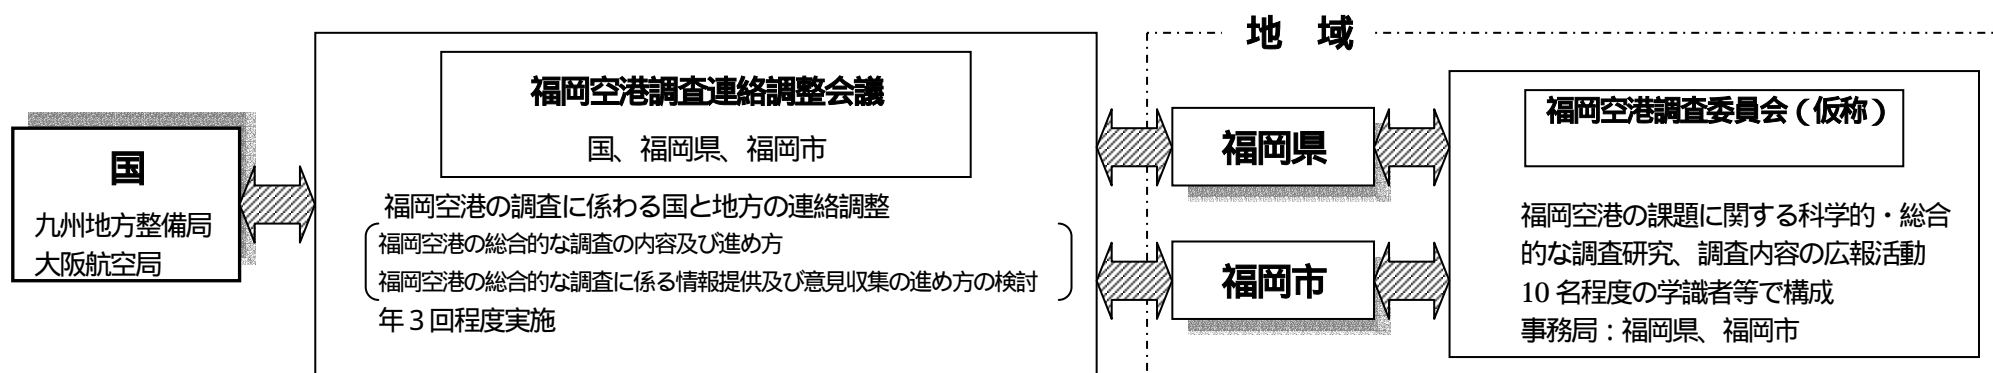 地 域
国
九州地方整備局
大阪航空局
福岡空港調査連絡調整会議
国、福岡県、福岡市
福岡空港の調査に係わる国と地方の連絡調整
福岡空港の総合的な調査の内容及び進め方
福岡空港の総合的な調査に係る情報提供及び意見収集の進め方の検討
年3回程度実施
福岡県
福岡市
福岡空港調査委員会(仮称)
福岡空港の課題に関する科学的・総合
的な調査研究、調査内容の広報活動
10名程度の学識者等で構成
事務局:福岡県、福岡市